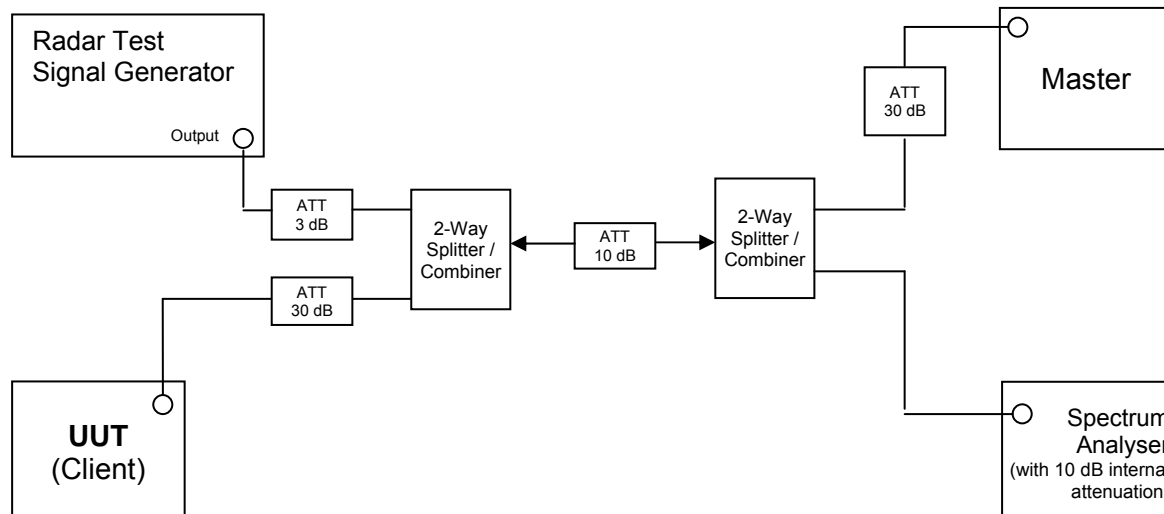 Radar Test
Signal Generator
Output
ATT
3 dB
ATT
30 dB
2-Way
Splitter /
Combiner
ATT
10 dB
2-Way
Splitter /
Combiner
ATT
30 dB
Master
UUT
(Client)
Spectrum
Analyser
(with 10 dB interna
attenuation